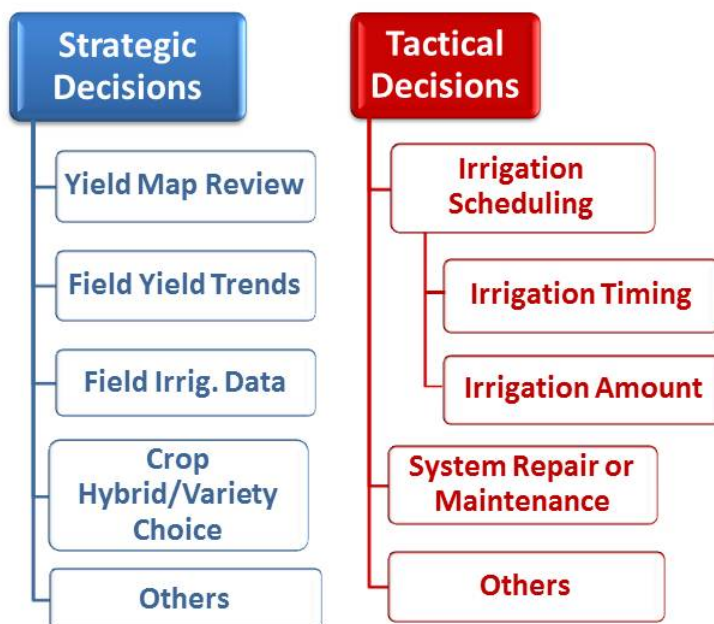 Strategic
Decisions
Yield Map Review
Field Yield Trends
Field Irrig. Data
Crop
Hybrid/Variety
Choice
Others
Tactical
Decisions
Irrigation
Scheduling
Irrigation Timing
Irrigation Amount
System Repair or
Maintenance
Others